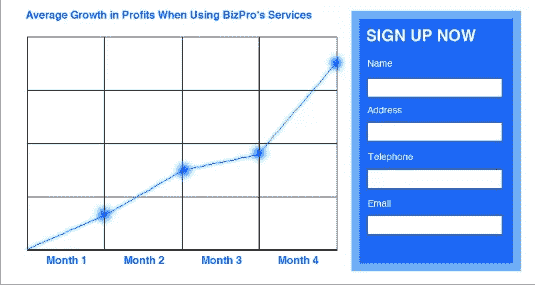 Average Growth in Profits When Using BizPro's Services
Month 1
Month 2
Month 3
Month 4
SIGN UP NOW
Name
Address
Telephone
Email